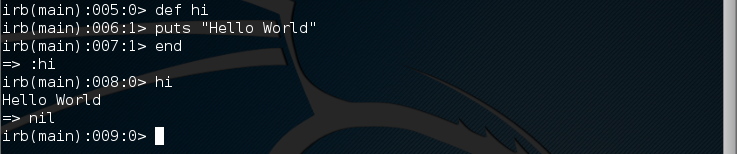 irb(main):005:0> def hi
irb(main):006:1> puts "Hello World"
irb(main):007:1> end
=> :hi
irb(main):008:0> hi
Hello World
=> nil
irb(main):009:0>